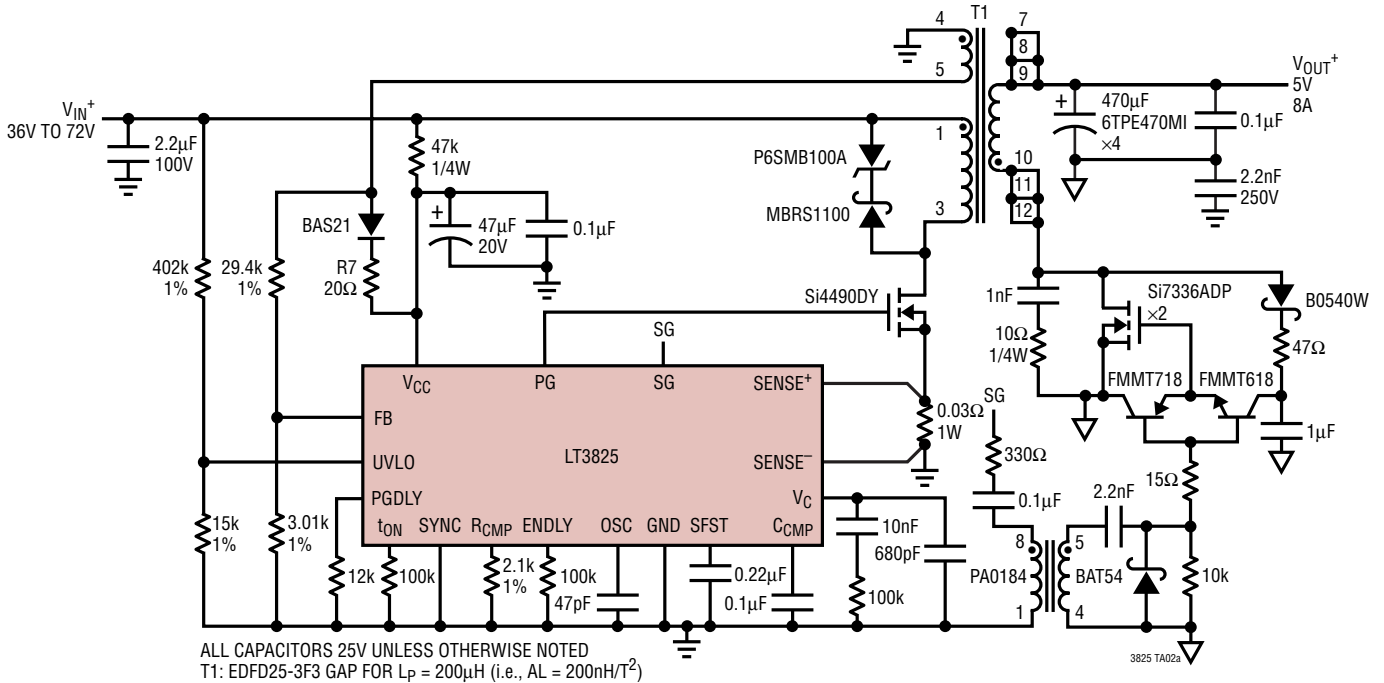 T1
4
5
7
8
9
VIN+
36V TO 72V
2.2µF
100V
47k
1/4W
P6SMB100A
MBRS1100
1
3
10
11
12
+
470µF
6TPE470MI
×4
0.1µF
VOUT+
5V
8A
2.2nF
250V
BAS21
+
47µF
20V
0.1µF
402k
1%
29.4k
1%
R7
20Ω
Si4490DY
1nF
10Ω
1/4W
Si7336ADP
×2
B0540W
47Ω
SG
VCC
PG
SG
SENSE+
FB
UVLO
LT3825
SENSE–
PGDLY
VC
tON
SYNC
RCMP
ENDLY
OSC
GND
SFST
CCMP
0.03Ω
1W
SG
330Ω
0.1µF
FMMT718
FMMT618
1µF
15Ω
2.2nF
15k
1%
3.01k
1%
12k
100k
2.1k
1%
100k
47pF
0.22µF
0.1µF
10nF
680pF
100k
8
PA0184
1
5
BAT54
4
10k
ALL CAPACITORS 25V UNLESS OTHERWISE NOTED
T1: EDFD25-3F3 GAP FOR LP = 200µH (i.e., AL = 200nH/T2)
3825 TA02a